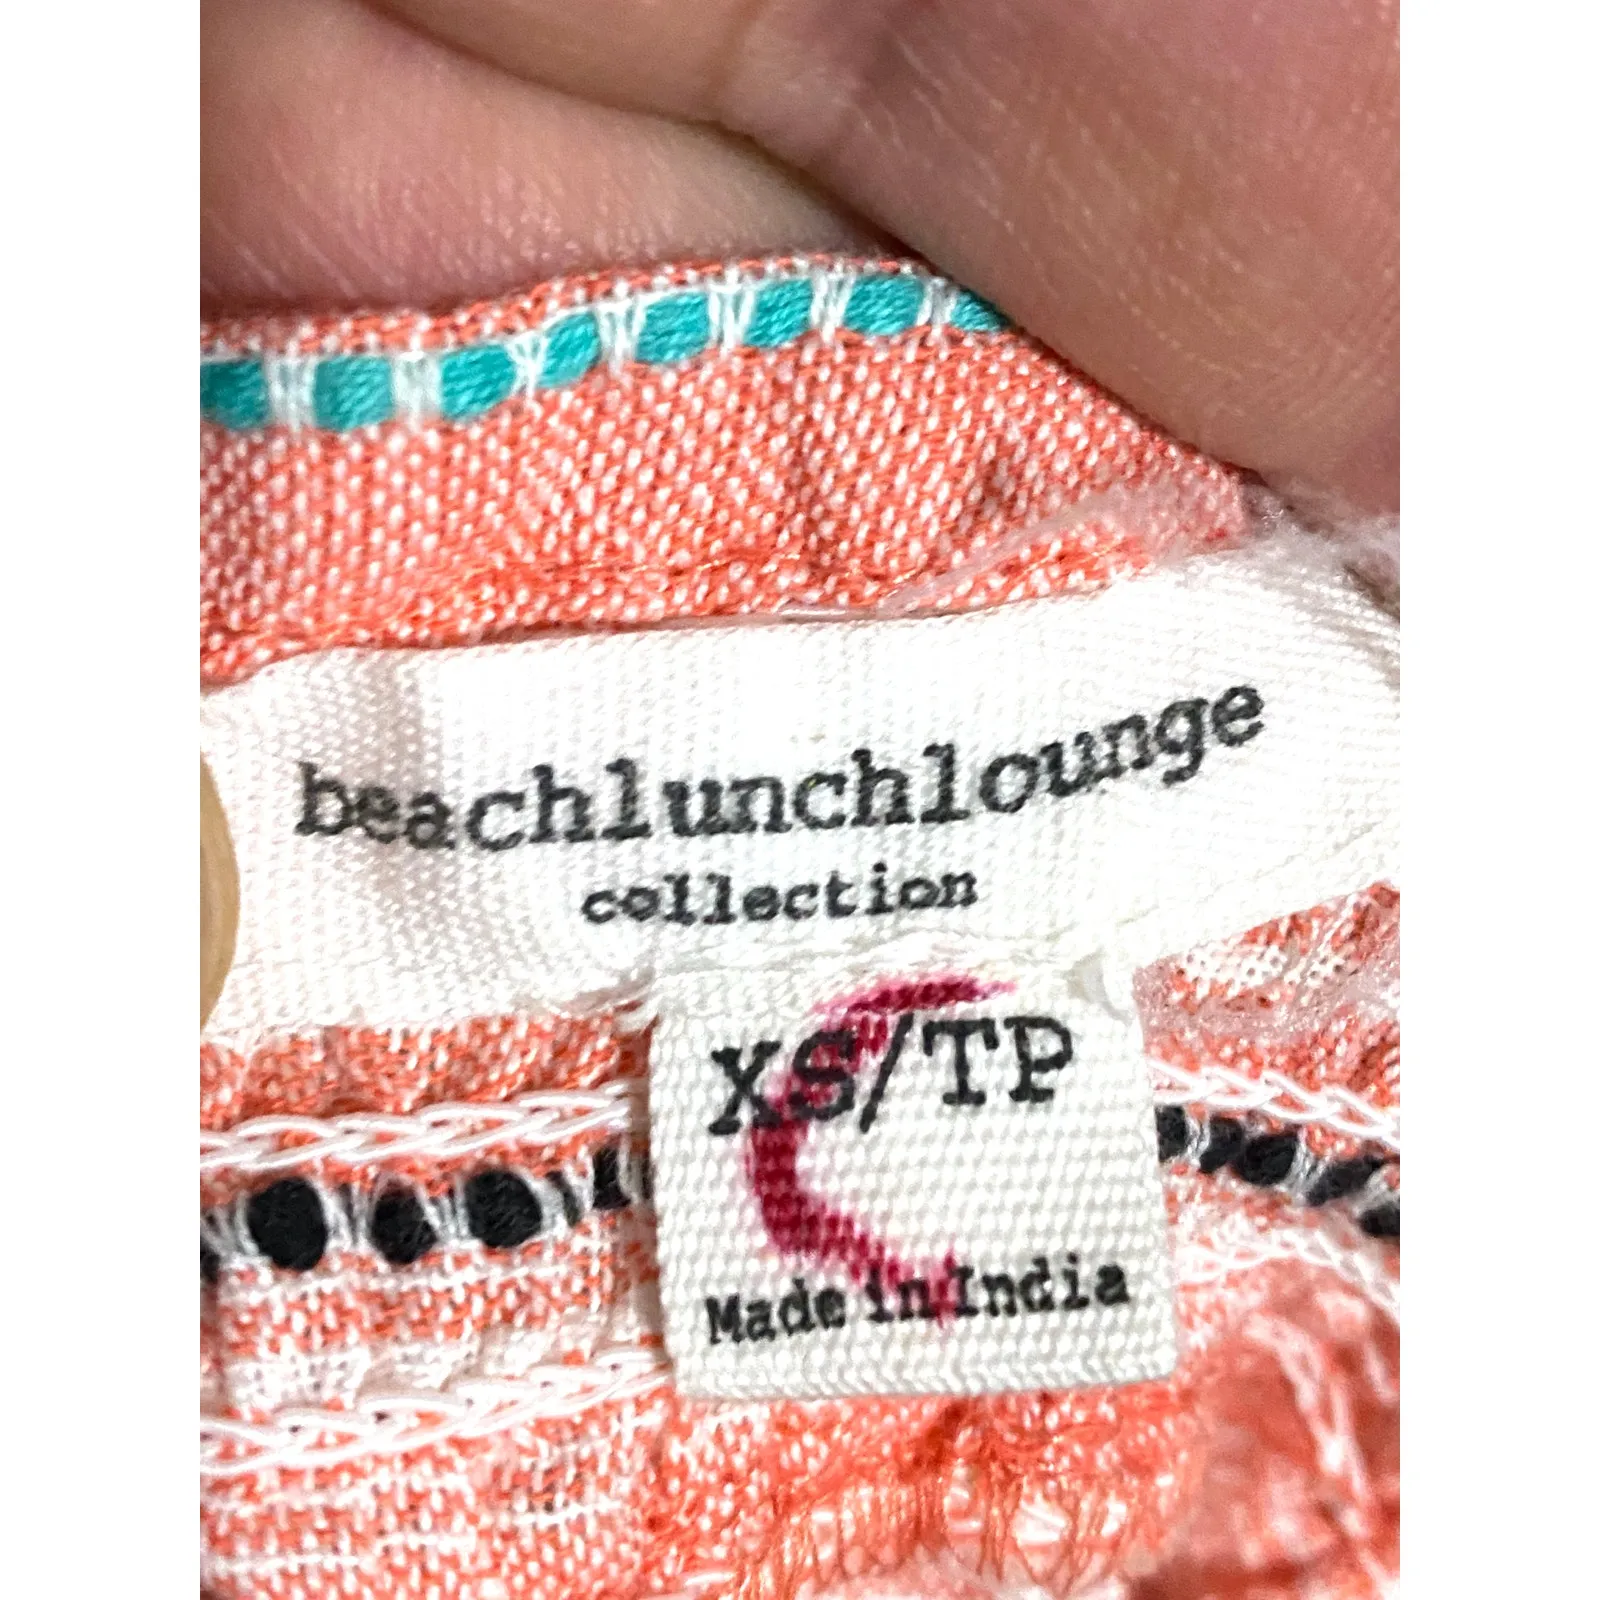 beachlunchlounge
collection
XS/TP
Made in India